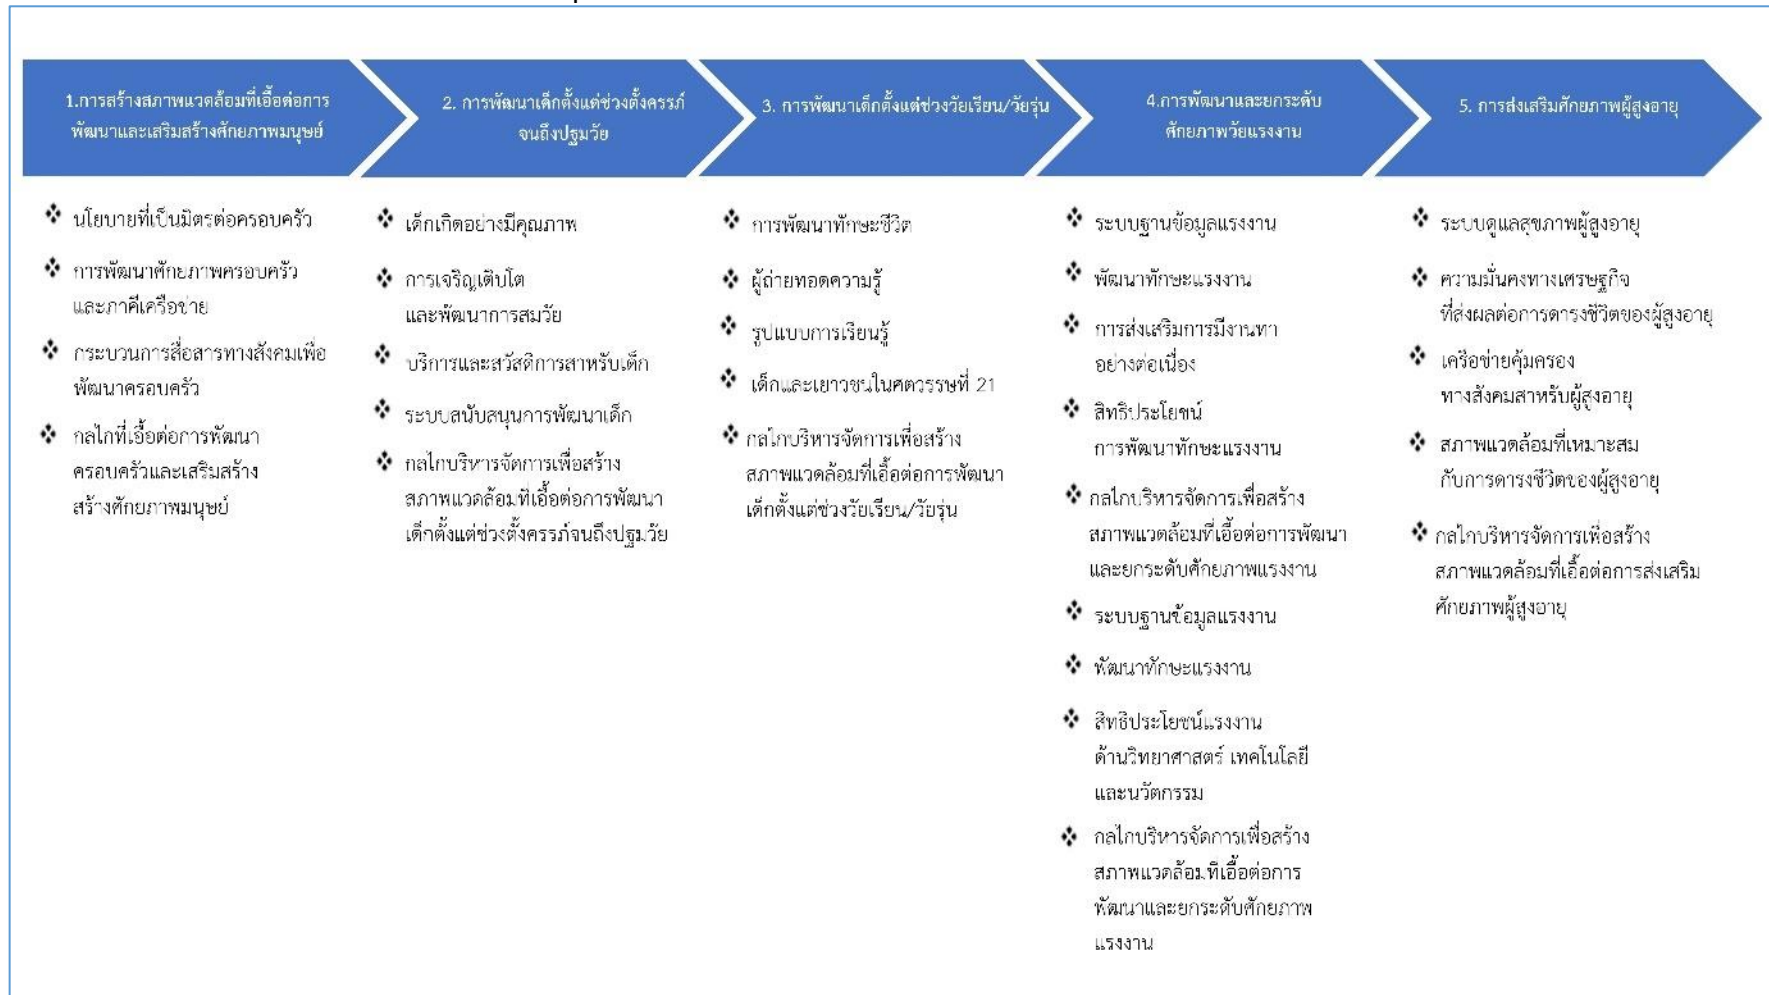 1.การสร้างสภาพแวดล้อมที่เอื้อต่อการ
พัฒนาและเสริมสร้างศักยภาพมนุษย์
2. การพัฒนาเด็กตั้งแต่ช่วงตั้งครรภ์
จนถึงปฐมวัย
3. การพัฒนาเด็กตั้งแต่ช่วงวัยเรียน/วัยรุ่น
4.การพัฒนาและยกระดับ
ศักยภาพวัยแรงงาน
5. การส่งเสริมศักยภาพผู้สูงอายุ
❖ นโยบายที่เป็นมิตรต่อครอบครัว
❖ การพัฒนาศักยภาพครอบครัว
และภาคีเครือข่าย
❖ กระบวนการสื่อสารทางสังคมเพื่อ
พัฒนาครอบครัว
❖ กลไกที่เอื้อต่อการพัฒนา
ครอบครัวและเสริมสร้าง
สร้างศักยภาพมนุษย์
❖ เด็กเกิดอย่างมีคุณภาพ
❖ การเจริญเติบโต
และพัฒนาการสมวัย
❖ บริการและสวัสดิการสาหรับเด็ก
❖ ระบบสนับสนุนการพัฒนาเด็ก
❖ กลไกบริหารจัดการเพื่อสร้าง
สภาพแวดล้อมที่เอื้อต่อการพัฒนา
เด็กตั้งแต่ช่วงตั้งครรภ์จนถึงปฐมวัย
❖ การพัฒนาทักษะชีวิต
❖ ผู้ถ่ายทอดความรู้
❖ รูปแบบการเรียนรู้
❖ เด็กและเยาวชนในศตวรรษที่ 21
❖ กลไกบริหารจัดการเพื่อสร้าง
สภาพแวดล้อมที่เอื้อต่อการพัฒนา
เด็กตั้งแต่ช่วงวัยเรียน/วัยรุ่น
❖ ระบบฐานข้อมูลแรงงาน
❖ พัฒนาทักษะแรงงาน
❖ การส่งเสริมการมีงานทา
อย่างต่อเนื่อง
❖ สิทธิประโยชน์
การพัฒนาทักษะแรงงาน
❖ กลไกบริหารจัดการเพื่อสร้าง
สภาพแวดล้อมที่เอื้อต่อการพัฒนา
และยกระดับศักยภาพแรงงาน
❖ ระบบฐานข้อมูลแรงงาน
❖ พัฒนาทักษะแรงงาน
❖ สิทธิประโยชน์แรงงาน
ด้านวิทยาศาสตร์ เทคโนโลยี
และนวัตกรรม
❖ กลไกบริหารจัดการเพื่อสร้าง
สภาพแวดล้อมที่เอื้อต่อการ
พัฒนาและยกระดับศักยภาพ
แรงงาน
❖ ระบบดูแลสุขภาพผู้สูงอายุ
❖ ความมั่นคงทางเศรษฐกิจ
ที่ส่งผลต่อการดารงชีวิตของผู้สูงอายุ
❖ เครือข่ายคุ้มครอง
ทางสังคมสาหรับผู้สูงอายุ
❖ สภาพแวดล้อมที่เหมาะสม
กับการดารงชีวิตของผู้สูงอายุ
❖ กลไกบริหารจัดการเพื่อสร้าง
สภาพแวดล้อมที่เอื้อต่อการส่งเสริม
ศักยภาพผู้สูงอายุ